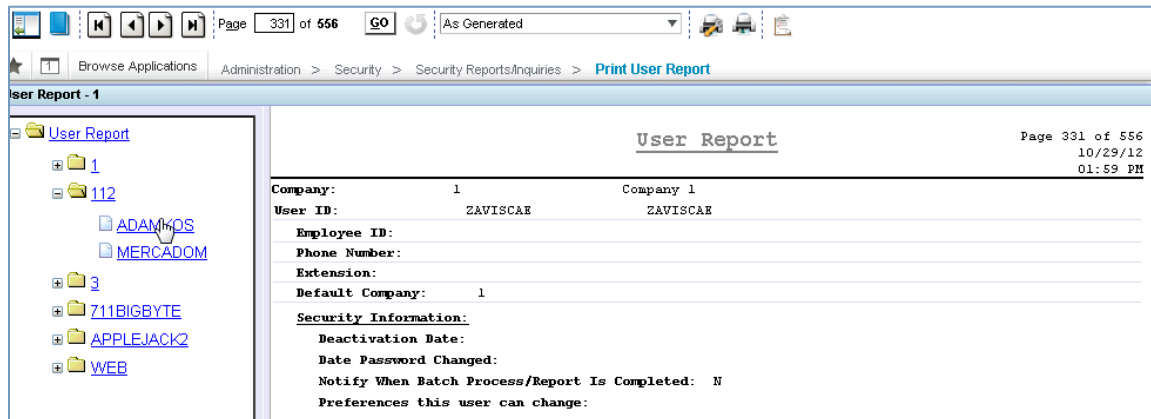 Page 331 of 556 GO As Generated
1 Browse Applications Administration > Security > Security Reports/Inquiries > Print User Report
User Report - 1
User Report
1
112
ADAMKOS
MERCADOM
3
711BIGBYTE
APPLEJACK2
WEB
User Report
Page 331 of 556
10/29/12
01:59 PM
Company: 1 Company 1
User ID: ZAVISCAE ZAVISCAE
Employee ID:
Phone Number:
Extension:
Default Company: 1
Security Information:
Deactivation Date:
Date Password Changed:
Notify When Batch Process/Report Is Completed: N
Preferences this user can change: